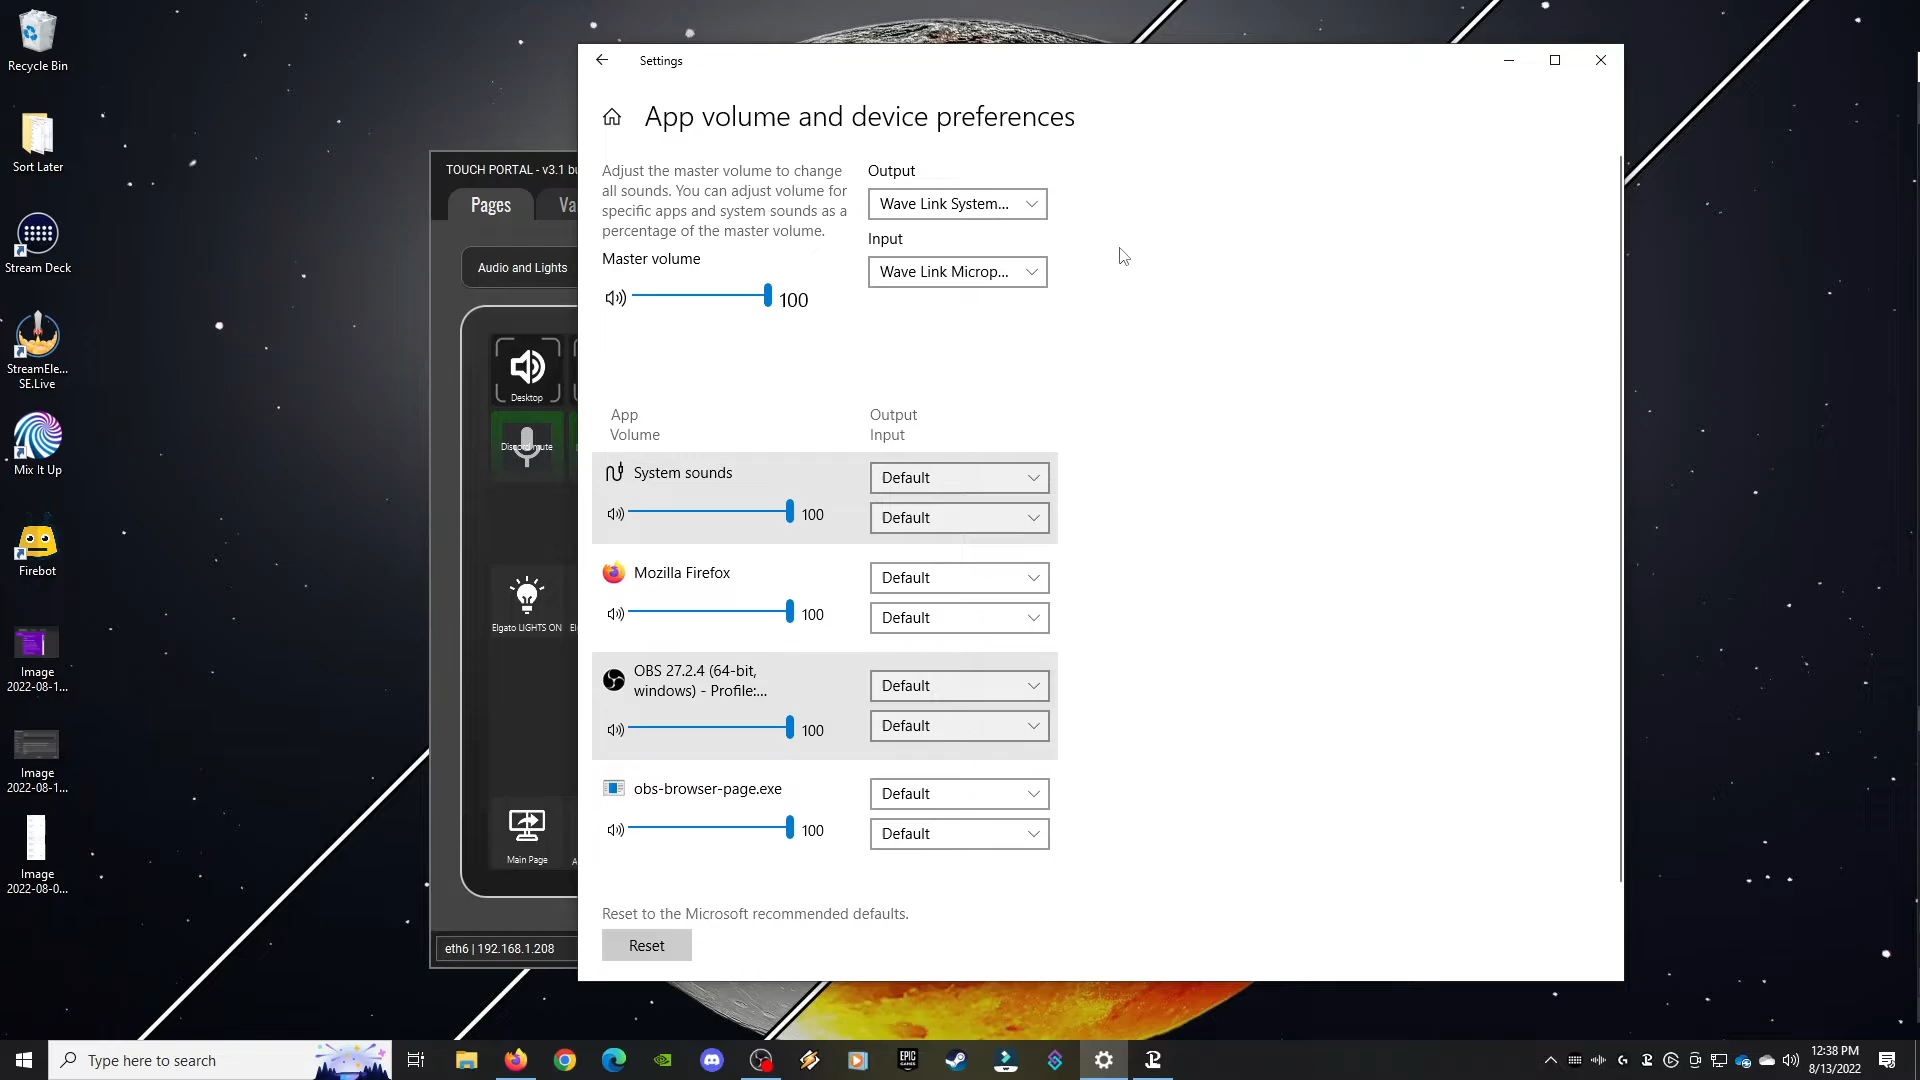 Recycle Bin
Sort Later
Stream Deck
StreamEle...
SE.Live
Mix It Up
Firebot
Image
2022-08-1...
Image
2022-08-1...
Image
2022-08-0...
TOUCH PORTAL - v3.1 bu
Pages
Va
Audio and Lights
Desktop
Discord mute
Elgato LIGHTS ON
El
Main Page
A
eth6 | 192.168.1.208
Settings
App volume and device preferences
Adjust the master volume to change
all sounds. You can adjust volume for
specific apps and system sounds as a
percentage of the master volume.
Master volume
100
Output
Wave Link System...
Input
Wave Link Microp...
App
Volume
Output
Input
System sounds
100
Default
Default
Mozilla Firefox
100
Default
Default
OBS 27.2.4 (64-bit,
windows) - Profile:...
100
Default
Default
obs-browser-page.exe
100
Default
Default
Reset to the Microsoft recommended defaults.
Reset
Type here to search
EPIC
GAMES
12:38 PM
8/13/2022